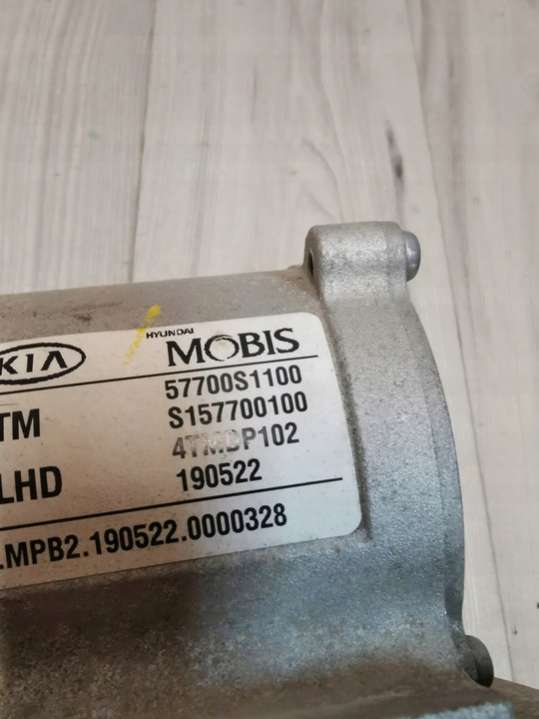 KIA HYUNDAI MOBIS
57700S1100
TM S157700100
4TMDP102
LHD 190522
.MPB2.190522.0000328